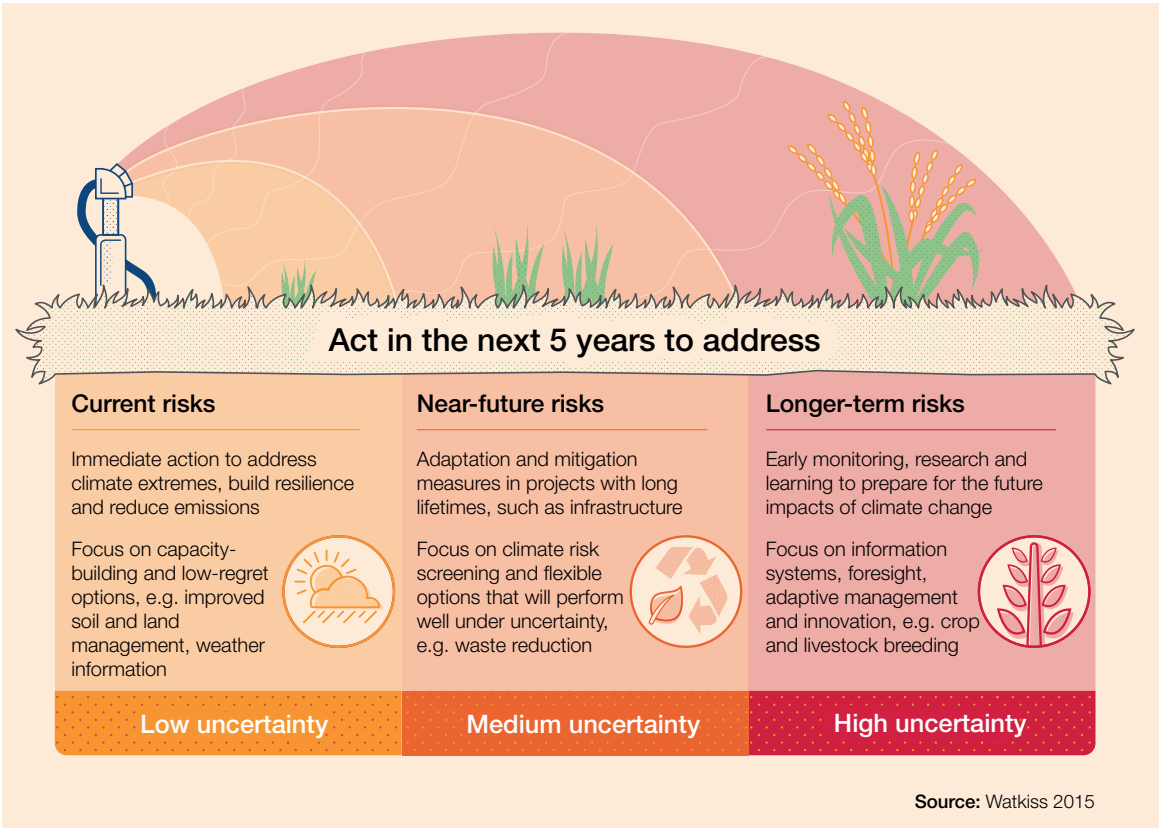 Act in the next 5 years to address
Current risks
Immediate action to address
climate extremes, build resilience
and reduce emissions
Focus on capacity-
building and low-regret
options, e.g. improved
soil and land
management, weather
information
Low uncertainty
Near-future risks
Adaptation and mitigation
measures in projects with long
lifetimes, such as infrastructure
Focus on climate risk
screening and flexible
options that will perform
well under uncertainty,
e.g. waste reduction
Medium uncertainty
Longer-term risks
Early monitoring, research and
learning to prepare for the future
impacts of climate change
Focus on information
systems, foresight,
adaptive management
and innovation, e.g. crop
and livestock breeding
High uncertainty
Source: Watkiss 2015